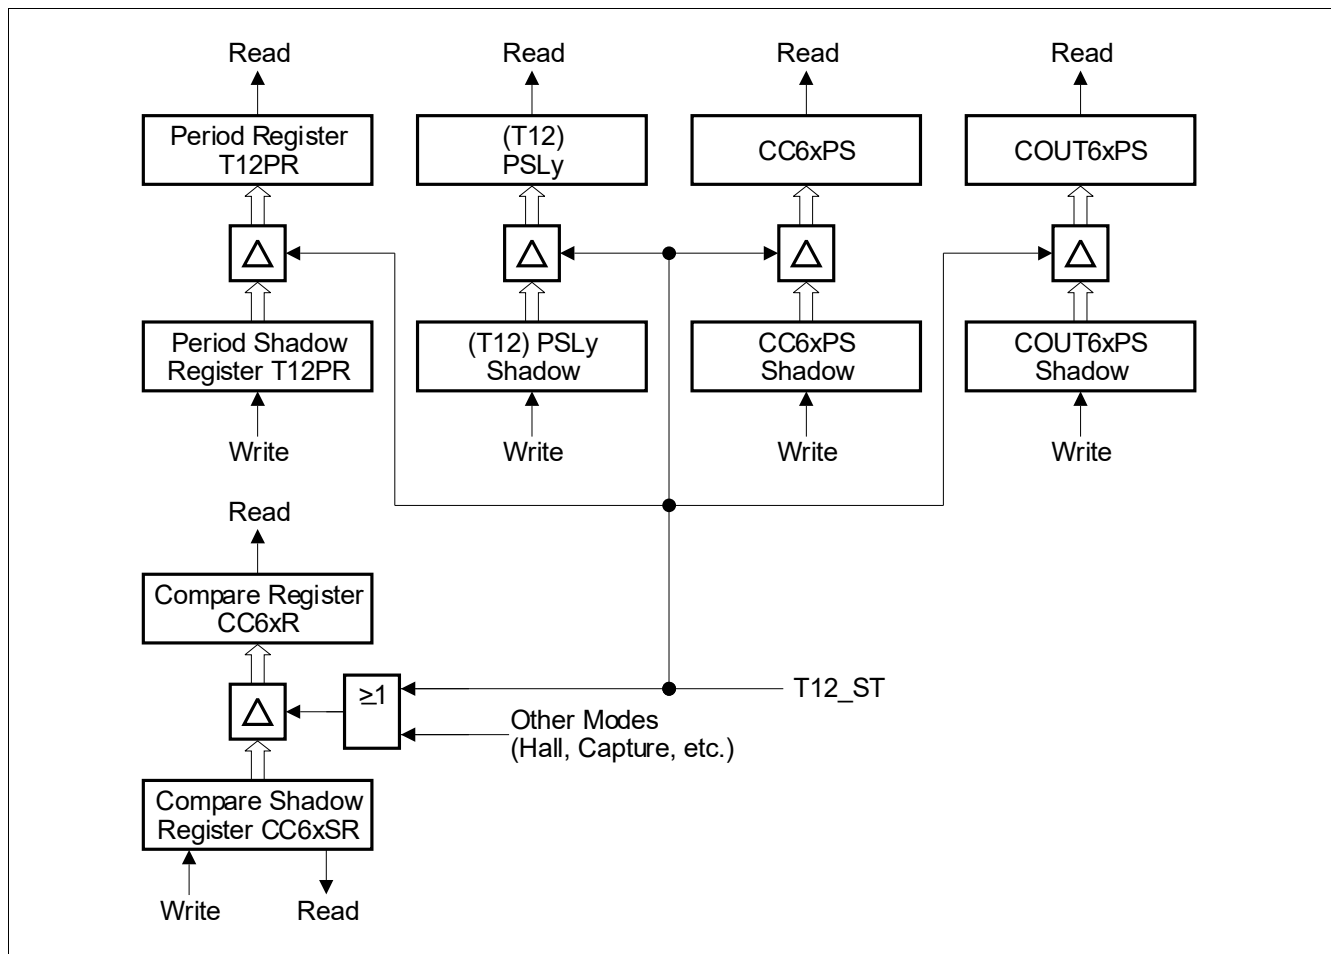 Read
Read
Read
Read
Period Register
T12PR
(T12)
PSLy
CC6xPS
COUT6xPS
Period Shadow
Register T12PR
(T12) PSLy
Shadow
CC6xPS
Shadow
COUT6xPS
Shadow
Write
Write
Write
Write
Read
Compare Register
CC6xR
≥1
T12_ST
Other Modes
(Hall, Capture, etc.)
Compare Shadow
Register CC6xSR
Write
Read